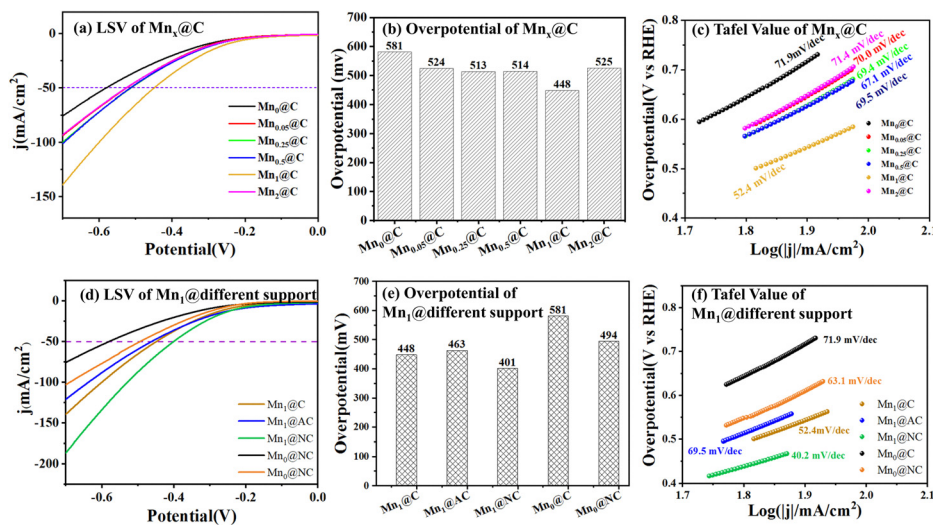 (a) LSV of Mnx@C
0
-50
-100
-150
j(mA/cm²)
Mn0@C
Mn0.05@C
Mn0.25@C
Mn0.5@C
Mn1@C
Mn2@C
-0.6
-0.4
-0.2
0.0
Potential(V)
(b) Overpotential of Mnx@C
700
600
500
400
300
200
100
0
Overpotential (mv)
581
524
513
514
448
525
Mn0@C
Mn0.05@C
Mn0.25@C
Mn0.5@C
Mn1@C
Mn2@C
(c) Tafel Value of Mnx@C
0.8
0.7
0.6
0.5
0.4
Overpotential(V vs RHE)
71.9mV/dec
71.4 mV/dec
70.0 mV/dec
69.4 mV/dec
67.1 mV/dec
69.5 mV/dec
52.4 mV/dec
Mn0@C
Mn0.05@C
Mn0.25@C
Mn0.5@C
Mn1@C
Mn2@C
1.7
1.8
1.9
2.0
2.1
Log(|j|/mA/cm²)
(d) LSV of Mn1@different support
0
-50
-100
-150
-200
j(mA/cm²)
Mn1@C
Mn1@AC
Mn1@NC
Mn0@NC
Mn0@NC
-0.6
-0.4
-0.2
0.0
Potential(V)
(e) Overpotential of
Mn1@different support
700
600
500
400
300
200
100
0
Overpotential(mV)
448
463
401
581
494
Mn1@C
Mn1@AC
Mn1@NC
Mn0@C
Mn0@NC
(f) Tafel Value of
Mn1@different support
0.8
0.7
0.6
0.5
0.4
Overpotential(V vs RHE)
71.9 mV/dec
63.1 mV/dec
52.4mV/dec
69.5 mV/dec
40.2 mV/dec
Mn1@C
Mn1@AC
Mn1@NC
Mn0@C
Mn0@NC
1.7
1.8
1.9
2.0
2.1
Log(|j|/mA/cm²)